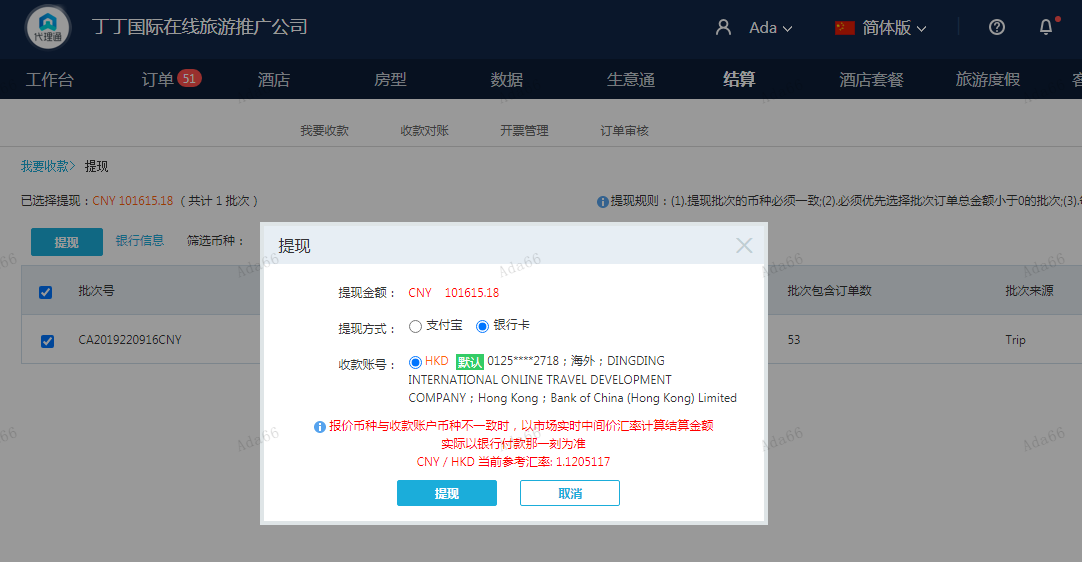 代理通
丁丁国际在线旅游推广公司
Ada
简体版
工作台
订单 51
酒店
房型
数据
生意通
结算
酒店套餐
旅游度假
我要收款
收款对账
开票管理
订单审核
我要收款> 提现
已选择提现：CNY 101615.18（共计 1 批次）
提现规则：(1).提现批次的币种必须一致;(2).必须优先选择批次订单总金额小于0的批次;(3).
提现
银行信息
筛选币种：
批次号
批次包含订单数
批次来源
CA2019220916CNY
53
Trip
提现
提现金额： CNY 101615.18
提现方式： 支付宝 银行卡
收款账号： HKD 默认 0125****2718；海外；DINGDING
INTERNATIONAL ONLINE TRAVEL DEVELOPMENT
COMPANY；Hong Kong；Bank of China (Hong Kong) Limited
报价币种与收款账户币种不一致时，以市场实时中间价汇率计算结算金额
实际以银行付款那一刻为准
CNY / HKD 当前参考汇率: 1.1205117
提现
取消
Ada66
Ada66
Ada66
Ada66
Ada66
Ada66